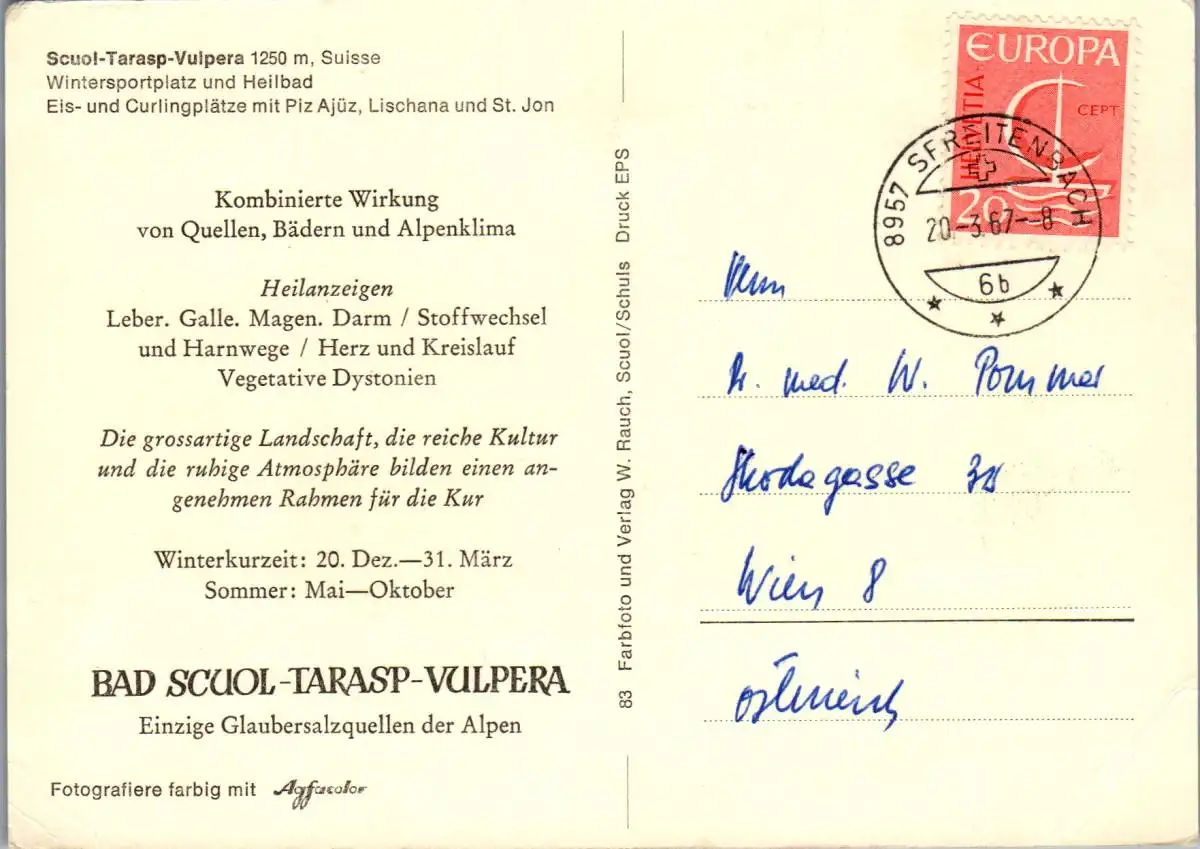 Scuol-Tarasp-Vulpera 1250 m, Suisse
Wintersportplatz und Heilbad
Eis- und Curlingplätze mit Piz Ajüz, Lischana und St. Jon
Kombinierte Wirkung
von Quellen, Bädern und Alpenklima
Heilanzeigen
Leber. Galle. Magen. Darm / Stoffwechsel
und Harnwege / Herz und Kreislauf
Vegetative Dystonien
Die grossartige Landschaft, die reiche Kultur
und die ruhige Atmosphäre bilden einen an-
genehmen Rahmen für die Kur
Winterkurzeit: 20. Dez.—31. März
Sommer: Mai—Oktober
BAD SCUOL-TARASP-VULPERA
Einzige Glaubersalzquellen der Alpen
Fotografiere farbig mit Agfacolor
83 Farbfoto und Verlag W. Rauch, Scuol/Schuls Druck EPS
EUROPA
HELVETIA
CEPT
20
8957 SPREITENBACH
20.-3.67--8
6b
Herrn
Dr. med. W. Pommer
Skodagasse
Wien 8
Österreich